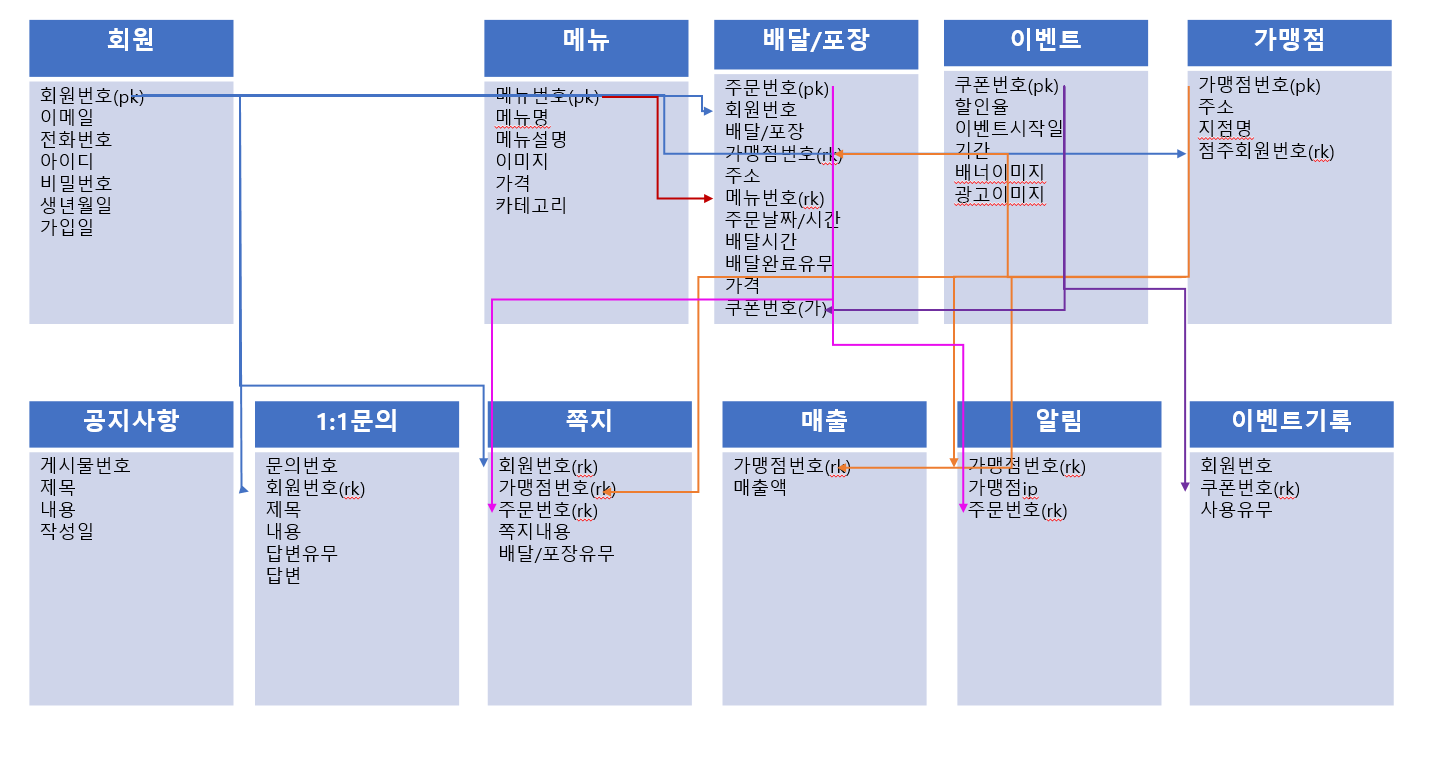 회원
회원번호(pk)
이메일
전화번호
아이디
비밀번호
생년월일
가입일
메뉴
메뉴번호(pk)
메뉴명
메뉴설명
이미지
가격
카테고리
배달/포장
주문번호(pk)
회원번호
배달/포장
가맹점번호(rk)
주소
메뉴번호(rk)
주문날짜/시간
배달시간
배달완료유무
가격
쿠폰번호(가)
이벤트
쿠폰번호(pk)
할인율
이벤트시작일
기간
배너이미지
광고이미지
가맹점
가맹점번호(pk)
주소
지점명
점주회원번호(rk)
공지사항
게시물번호
제목
내용
작성일
1:1문의
문의번호
회원번호(rk)
제목
내용
답변유무
답변
쪽지
회원번호(rk)
가맹점번호(rk)
주문번호(rk)
쪽지내용
배달/포장유무
매출
가맹점번호(rk)
매출액
알림
가맹점번호(rk)
가맹점ip
주문번호(rk)
이벤트기록
회원번호
쿠폰번호(rk)
사용유무